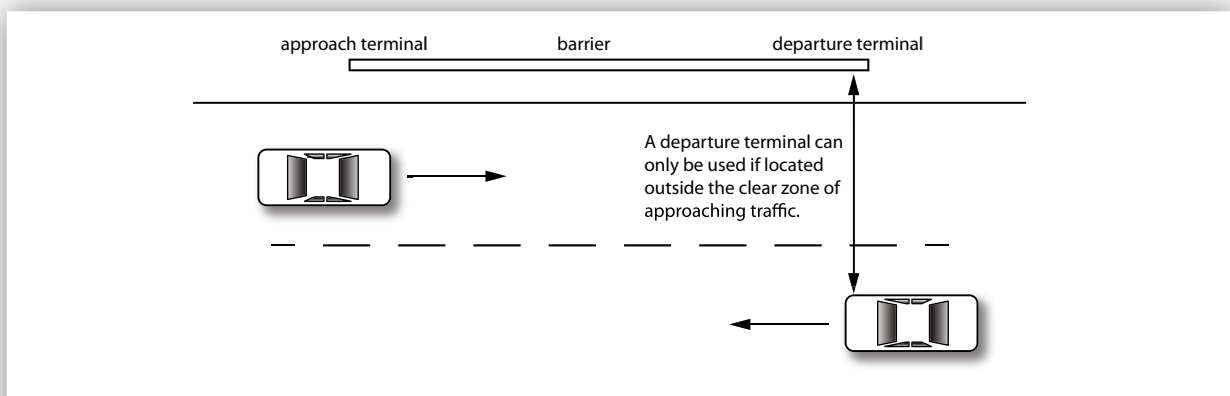 approach terminal
barrier
departure terminal
A departure terminal can
only be used if located
outside the clear zone of
approaching traffic.